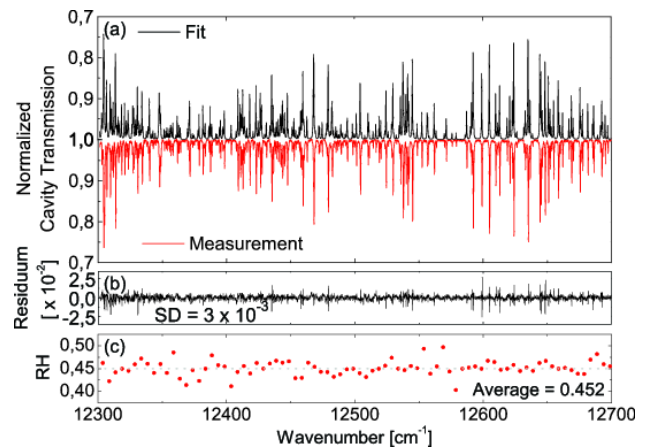 0,7
(a)
Fit
0,8
0,9
1,0
1.0
0,9
0,8
Measurement
0,7
Normalized
Cavity Transmission
2,5
(b)
0,0
-2,5
SD = 3 x 10⁻³
Residuum
[ x 10⁻²]
0,50
(c)
0,45
0,40
Average = 0.452
RH
12300
12400
12500
12600
12700
Wavenumber [cm⁻¹]